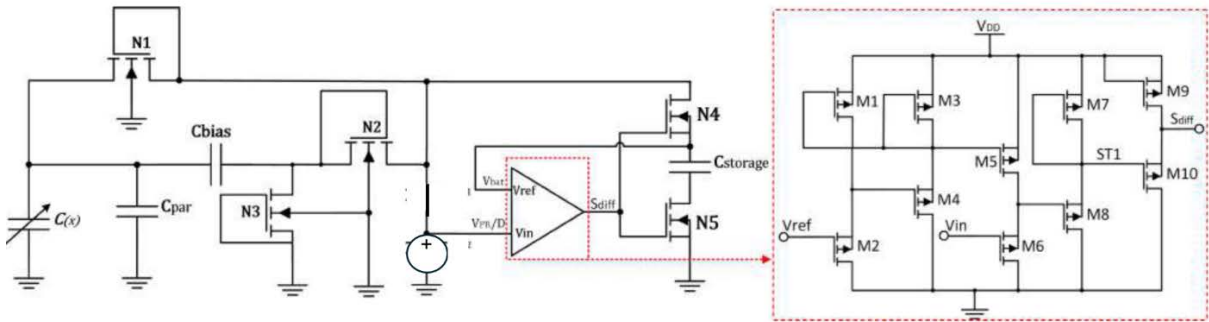 N1
VDD
M1
M3
M7
M9
Sdiff
N4
Cbias
N2
Cstorage
M5
ST1
M10
Vbat
t
Vref
Sdiff
N5
C(x)
Cpar
N3
M4
M8
VPR/D
t
Vin
+
Vref
M2
Vin
M6